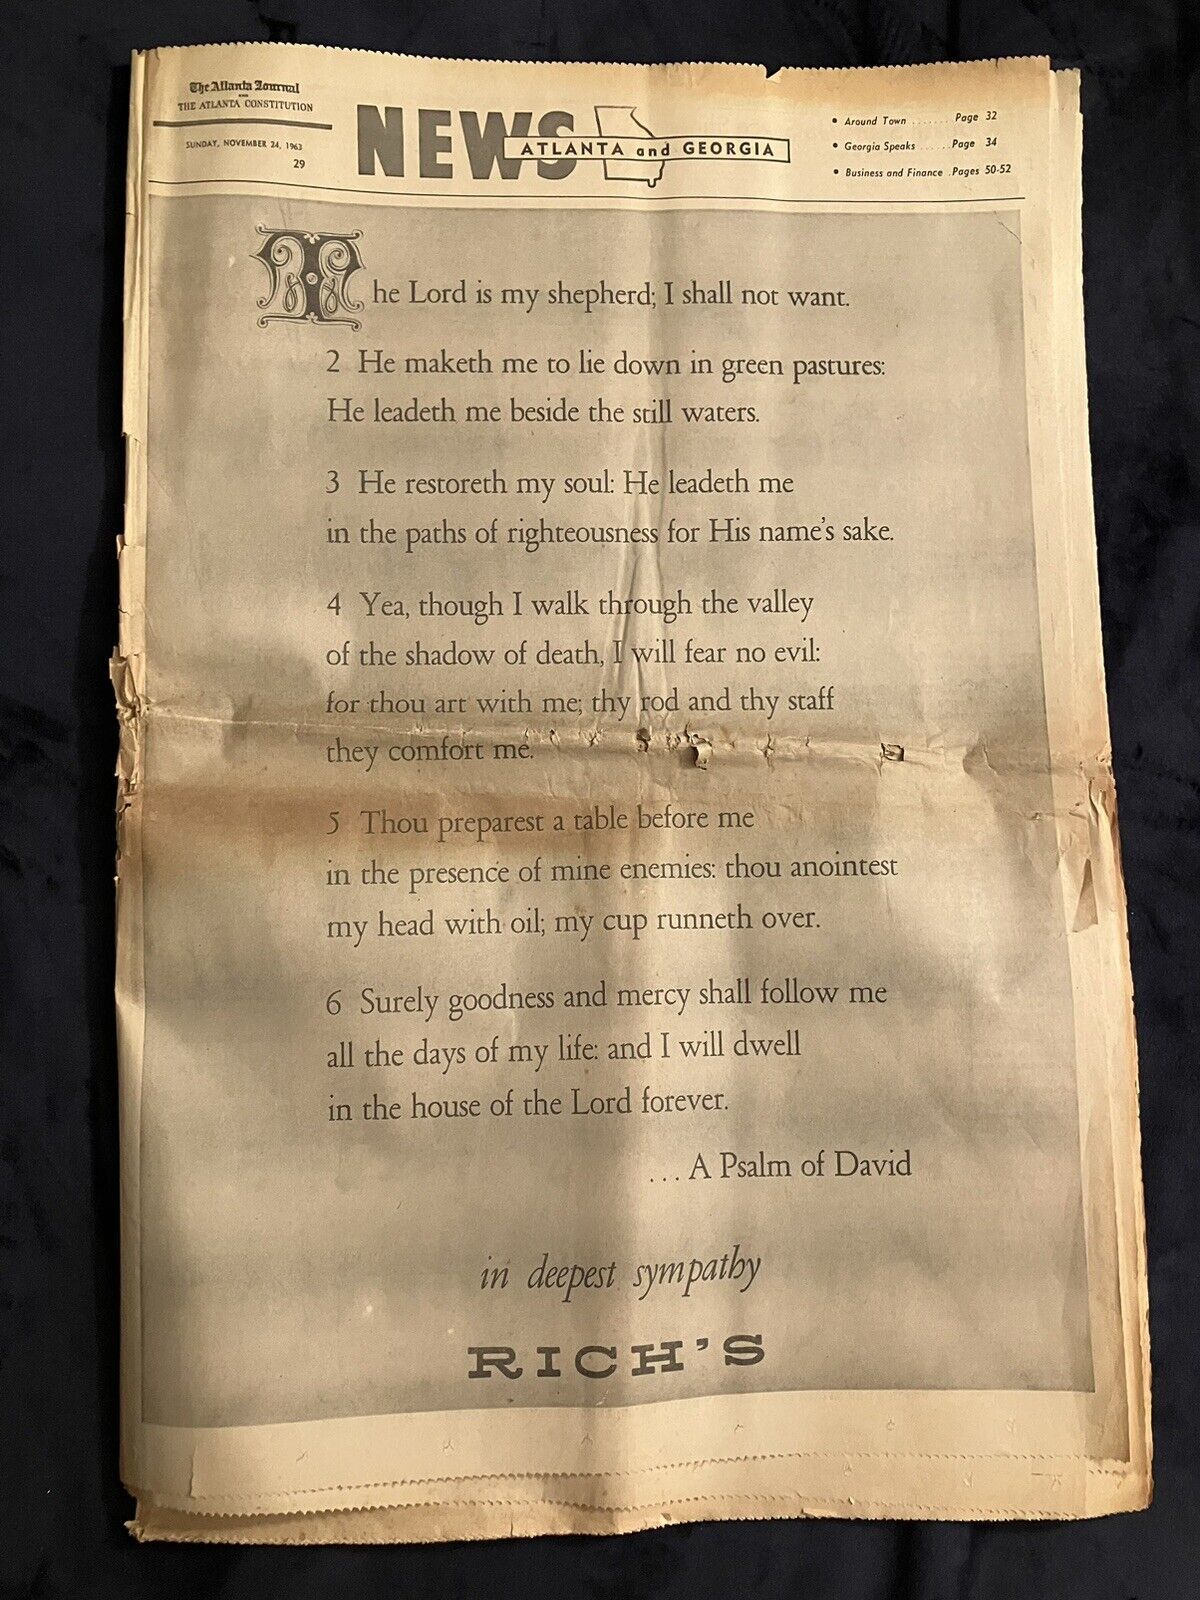 The Atlanta Journal
AND
THE ATLANTA CONSTITUTION
SUNDAY, NOVEMBER 24, 1963
29
NEWS
ATLANTA and GEORGIA
• Around Town ....... Page 32
• Georgia Speaks ..... Page 34
• Business and Finance . Pages 50-52
The Lord is my shepherd; I shall not want.
2 He maketh me to lie down in green pastures:
He leadeth me beside the still waters.
3 He restoreth my soul: He leadeth me
in the paths of righteousness for His name's sake.
4 Yea, though I walk through the valley
of the shadow of death, I will fear no evil:
for thou art with me; thy rod and thy staff
they comfort me.
5 Thou preparest a table before me
in the presence of mine enemies: thou anointest
my head with oil; my cup runneth over.
6 Surely goodness and mercy shall follow me
all the days of my life: and I will dwell
in the house of the Lord forever.
... A Psalm of David
in deepest sympathy
RICH'S